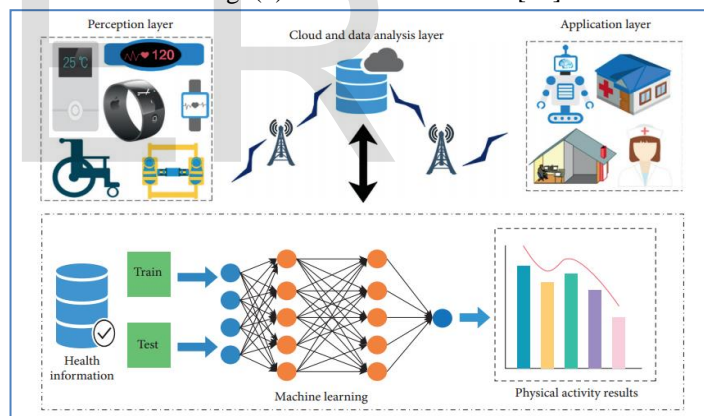 Perception layer
Cloud and data analysis layer
Application layer
25 °C
120
Train
Test
Health
information
Machine learning
Physical activity results